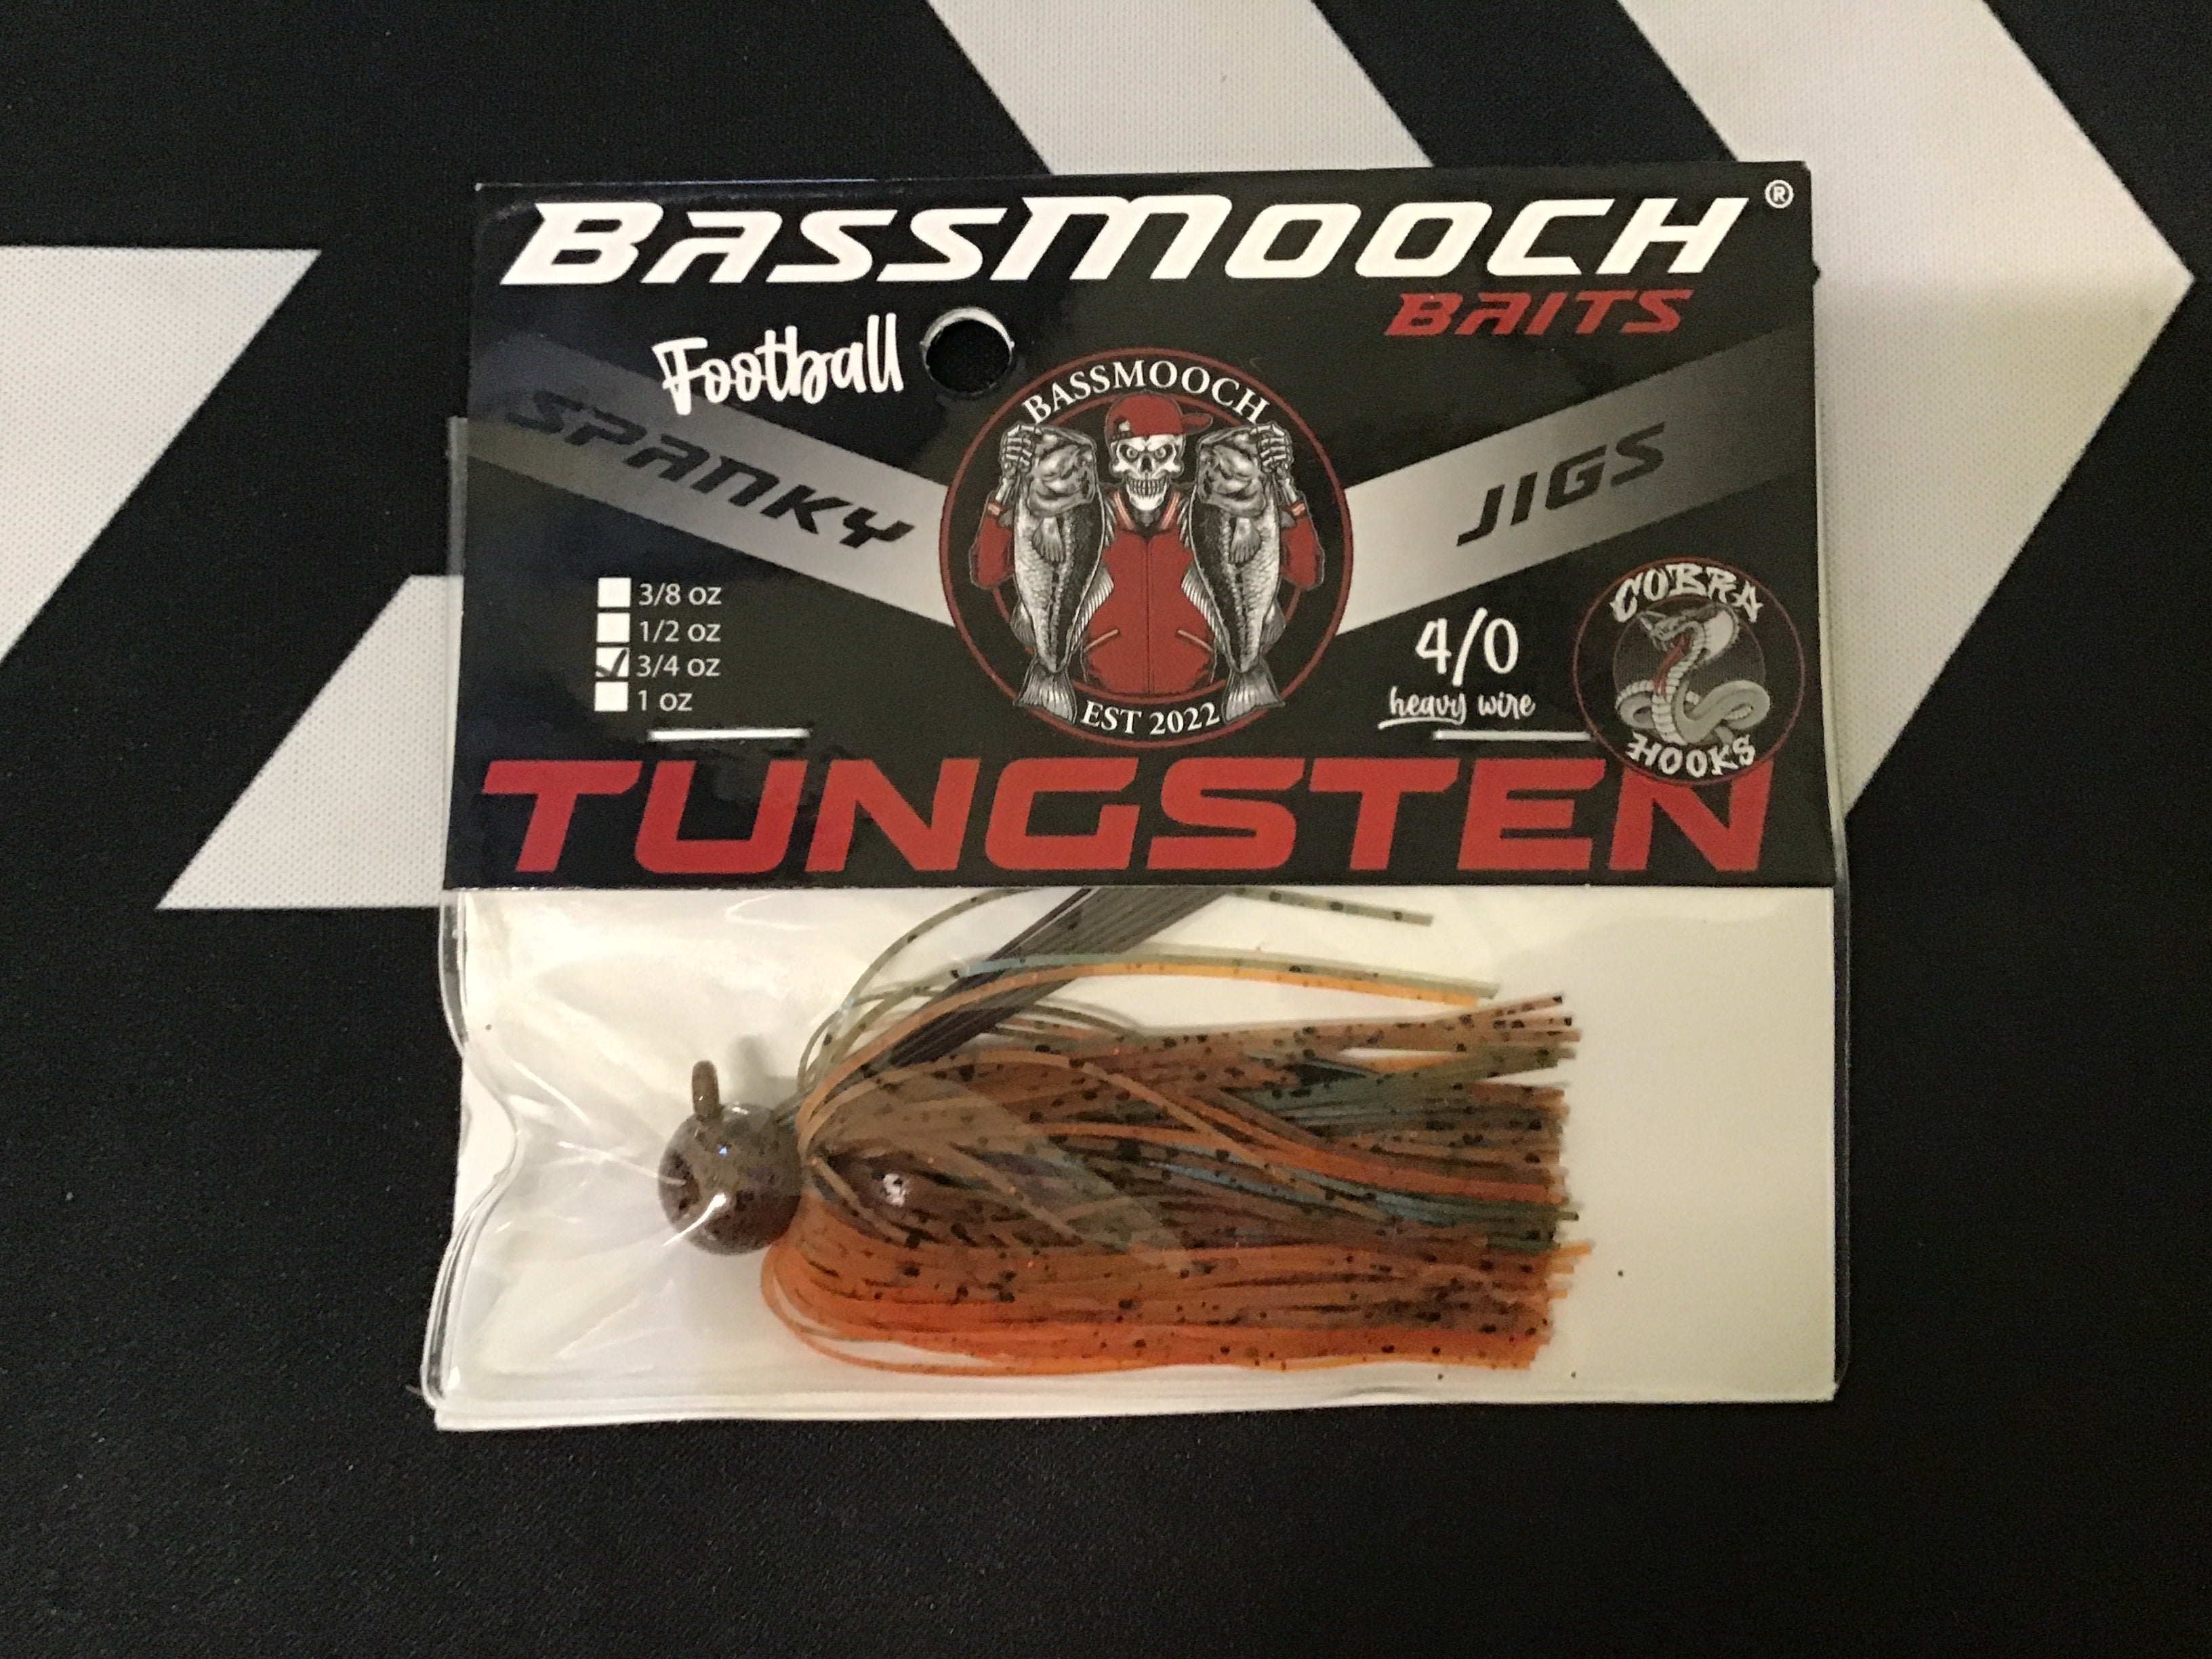 BASSMOOCH®
BAITS
Football
SPANKY
JIGS
BASSMOOCH
EST 2022
3/8 oz
1/2 oz
3/4 oz
1 oz
4/0
heavy wire
COBRA
HOOKS
TUNGSTEN